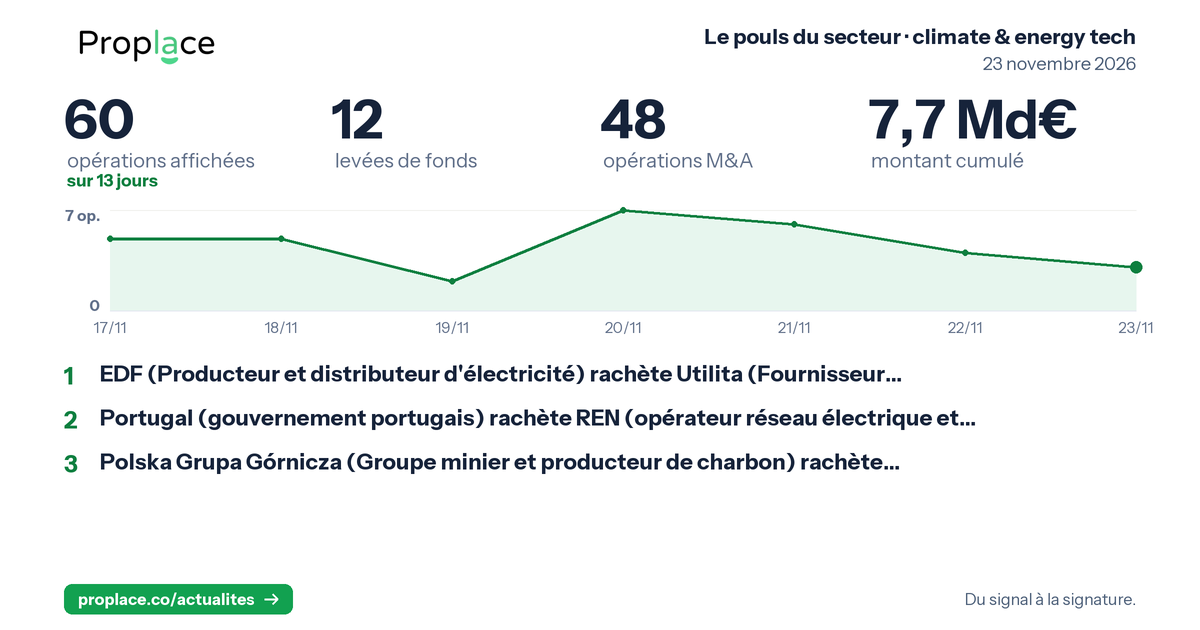 Proplace
Le pouls du secteur · climate & energy tech
23 novembre 2026
60
opérations affichées
sur 13 jours
12
levées de fonds
48
opérations M&A
7,7 Md€
montant cumulé
7 op.
0
17/11 18/11 19/11 20/11 21/11 22/11 23/11
1 EDF (Producteur et distributeur d'électricité) rachète Utilita (Fournisseur...
2 Portugal (gouvernement portugais) rachète REN (opérateur réseau électrique et...
3 Polska Grupa Górnicza (Groupe minier et producteur de charbon) rachète...
proplace.co/actualites →
Du signal à la signature.